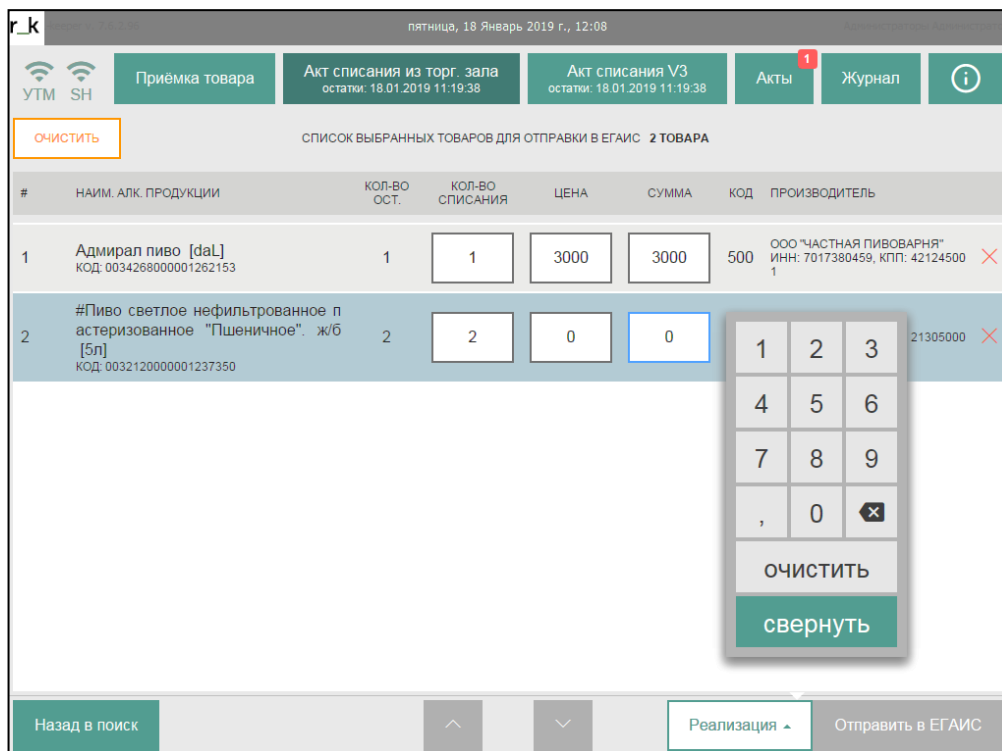 r_k
пятница, 18 Январь 2019 г., 12:08
УТМ SH
Приёмка товара
Акт списания из торг. зала
остатки: 18.01.2019 11:19:38
Акт списания V3
остатки: 18.01.2019 11:19:38
Акты 1
Журнал
ОЧИСТИТЬ
СПИСОК ВЫБРАННЫХ ТОВАРОВ ДЛЯ ОТПРАВКИ В ЕГАИС 2 ТОВАРА
# НАИМ. АЛК. ПРОДУКЦИИ КОЛ-ВО ОСТ. КОЛ-ВО СПИСАНИЯ ЦЕНА СУММА КОД ПРОИЗВОДИТЕЛЬ
1 Адмирал пиво [daL] 1 1 3000 3000 500
КОД: 0034268000001262153
ООО "ЧАСТНАЯ ПИВОВАРНЯ"
ИНН: 7017380459, КПП: 42124500
1
#Пиво светлое нефильтрованное п
2 астеризованное "Пшеничное". ж/б 2 2 0 0 21305000
[5л]
КОД: 0032120000001237350
1 2 3
4 5 6
7 8 9
, 0
очистить
свернуть
Назад в поиск
Реализация
Отправить в ЕГАИС